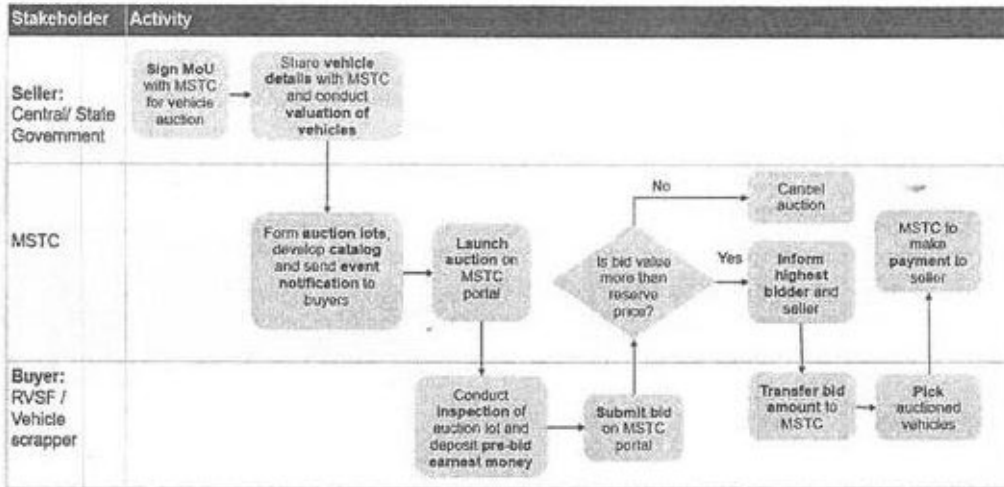 Stakeholder
Activity
Seller:
Central/ State
Government
Sign MoU
with MSTC
for vehicle
auction
Share vehicle
details with MSTC
and conduct
valuation of
vehicles
MSTC
Form auction lots,
develop catalog
and send event
notification to
buyers
Launch
auction on
MSTC
portal
Is bid value
more than
reserve
price?
No
Cancel
auction
Yes
Inform
highest
bidder and
seller
MSTC to
make
payment to
seller
Buyer:
RVSF /
Vehicle
scrapper
Conduct
inspection of
auction lot and
deposit pre-bid
earnest money
Submit bid
on MSTC
portal
Transfer bid
amount to
MSTC
Pick
auctioned
vehicles